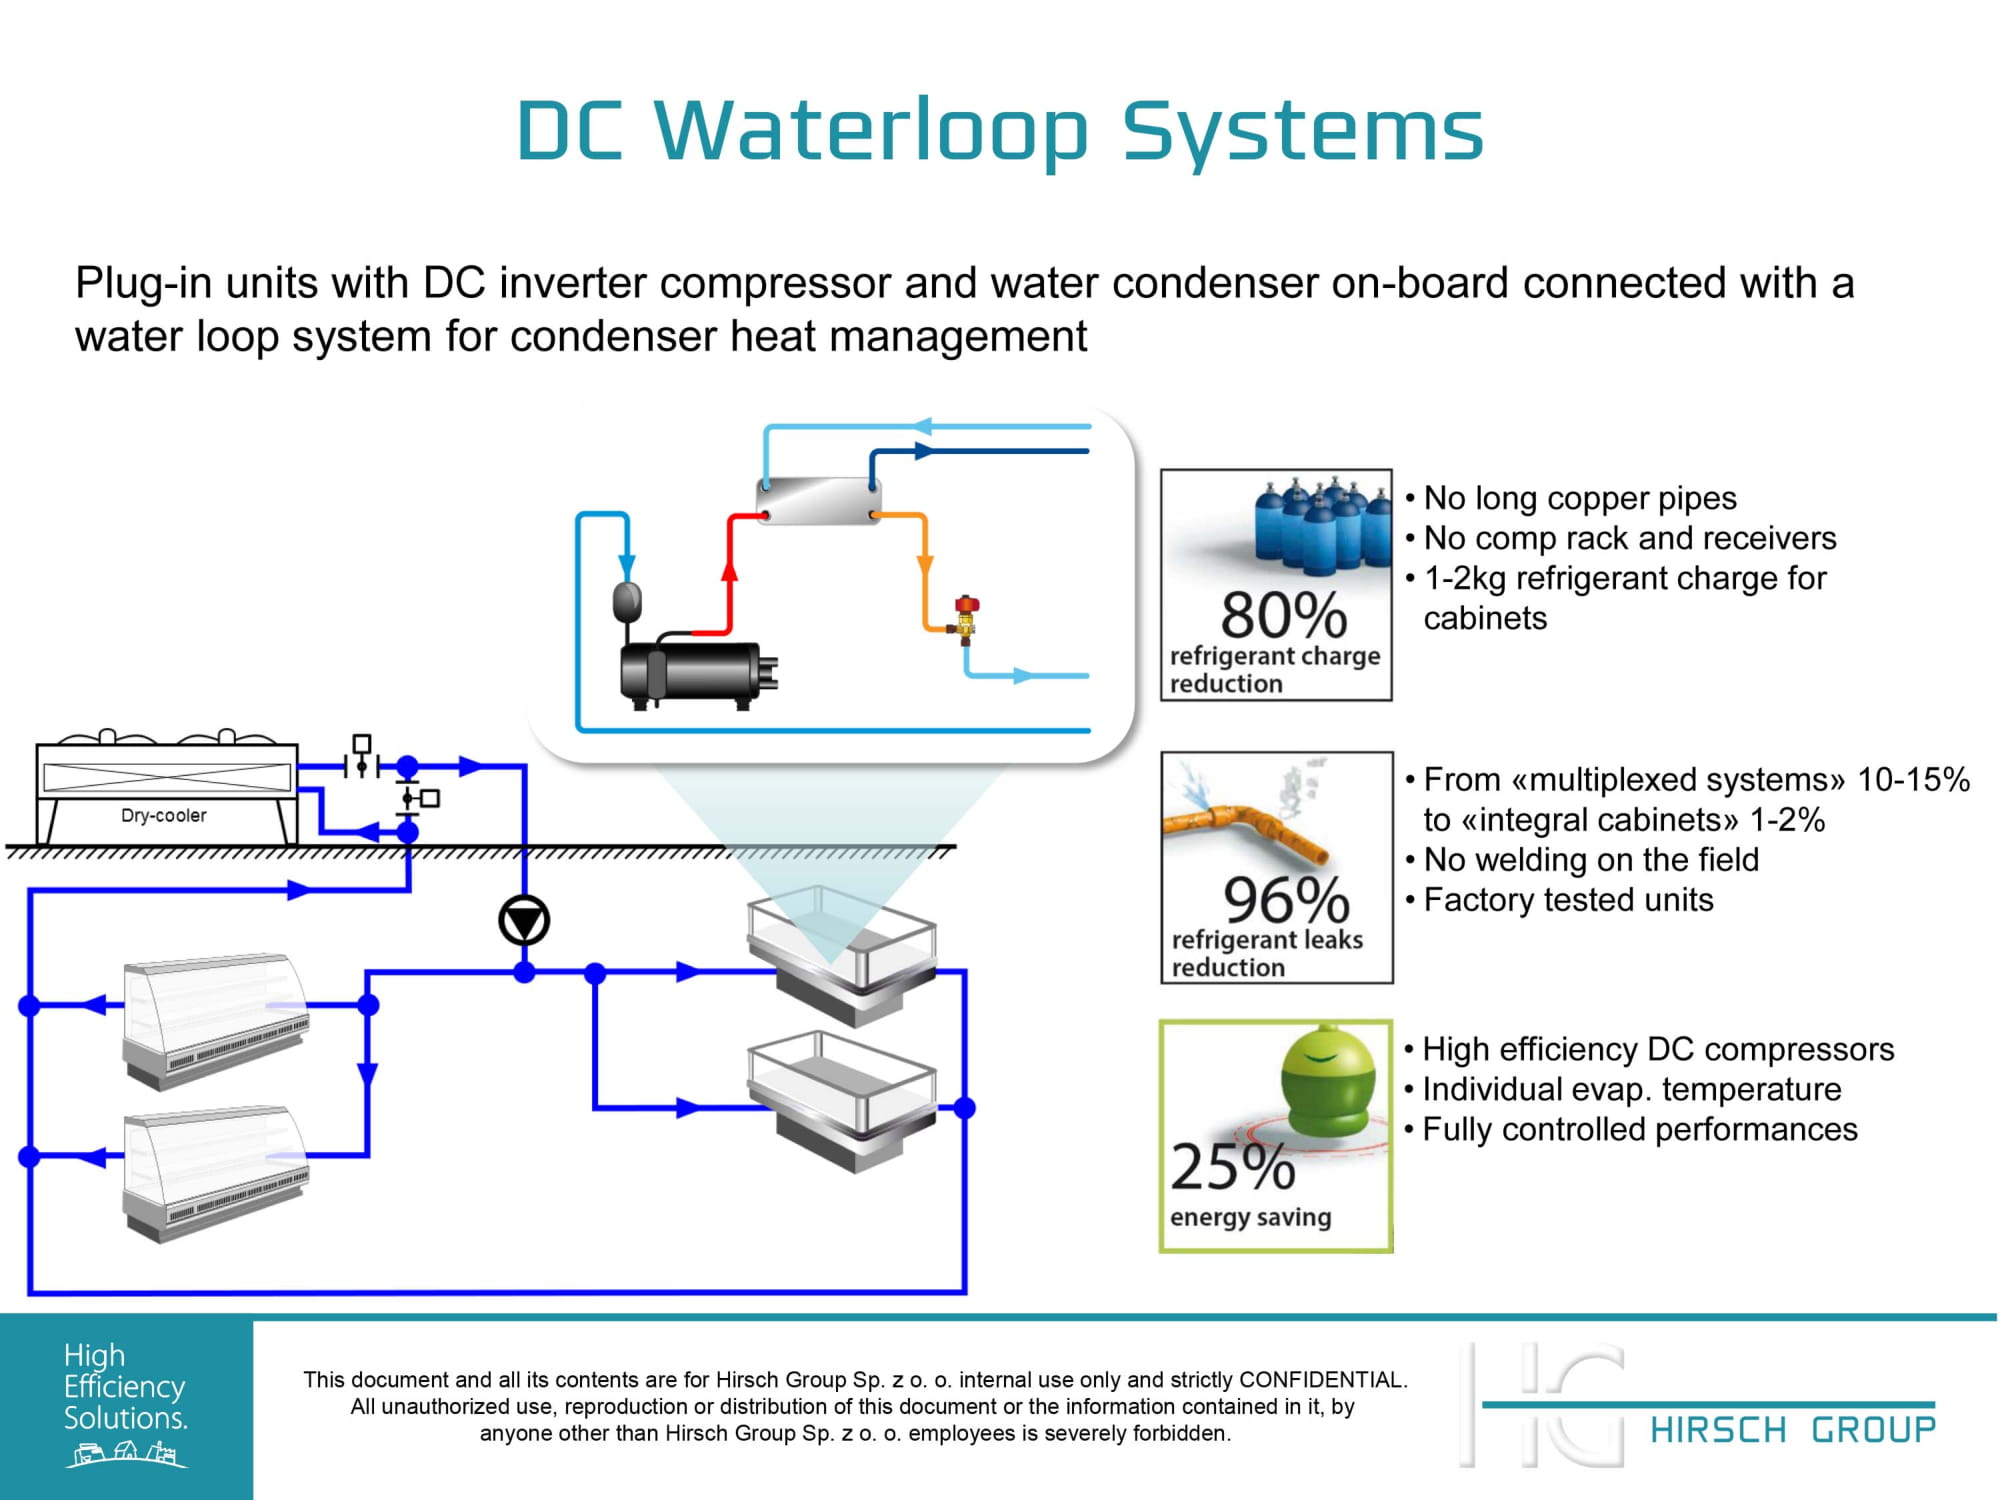 DC Waterloop Systems
Plug-in units with DC inverter compressor and water condenser on-board connected with a
water loop system for condenser heat management
Dry-cooler
80%
refrigerant charge
reduction
• No long copper pipes
• No comp rack and receivers
• 1-2kg refrigerant charge for
cabinets
96%
refrigerant leaks
reduction
• From «multiplexed systems» 10-15%
to «integral cabinets» 1-2%
• No welding on the field
• Factory tested units
25%
energy saving
• High efficiency DC compressors
• Individual evap. temperature
• Fully controlled performances
High
Efficiency
Solutions.
This document and all its contents are for Hirsch Group Sp. z o. o. internal use only and strictly CONFIDENTIAL.
All unauthorized use, reproduction or distribution of this document or the information contained in it, by
anyone other than Hirsch Group Sp. z o. o. employees is severely forbidden.
HG
HIRSCH GROUP